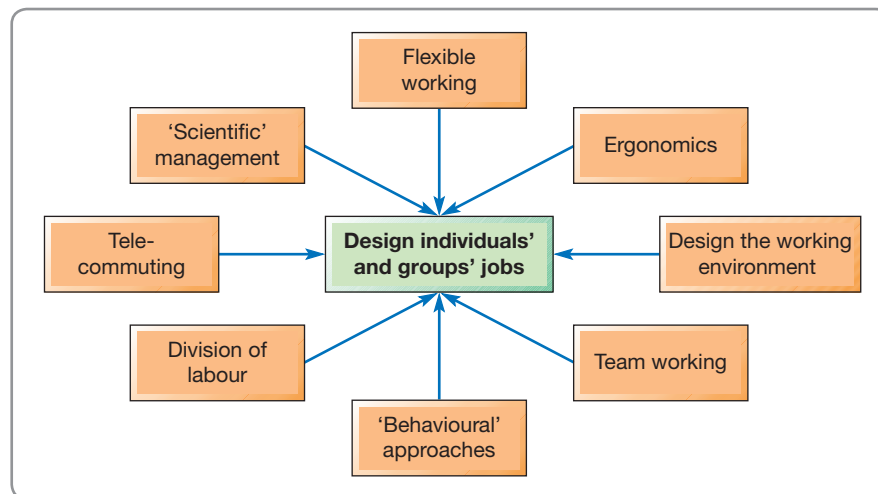 Flexible
working
‘Scientific’
management
Ergonomics
Tele-
commuting
Design individuals’
and groups’ jobs
Design the working
environment
Division of
labour
Team working
‘Behavioural’
approaches